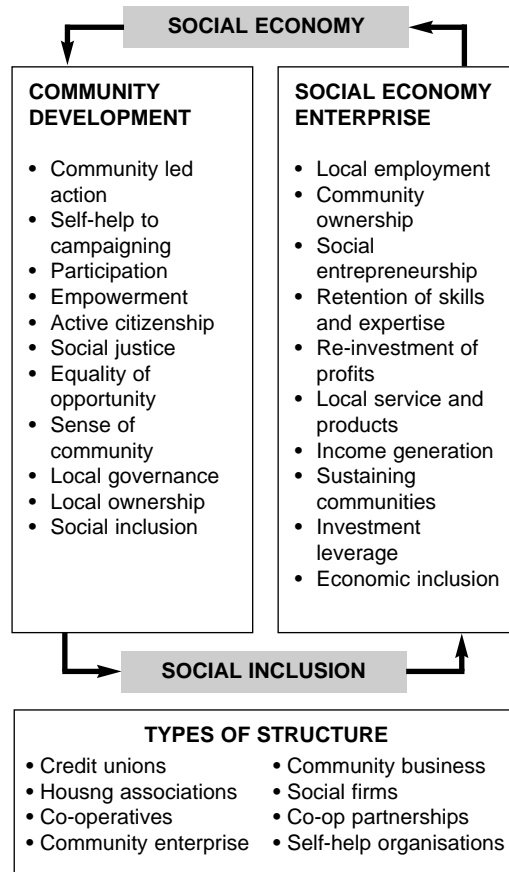 SOCIAL ECONOMY
COMMUNITY
DEVELOPMENT
• Community led
action
• Self-help to
campaigning
• Participation
• Empowerment
• Active citizenship
• Social justice
• Equality of
opportunity
• Sense of
community
• Local governance
• Local ownership
• Social inclusion
SOCIAL ECONOMY
ENTERPRISE
• Local employment
• Community
ownership
• Social
entrepreneurship
• Retention of skills
and expertise
• Re-investment of
profits
• Local service and
products
• Income generation
• Sustaining
communities
• Investment
leverage
• Economic inclusion
SOCIAL INCLUSION
TYPES OF STRUCTURE
• Credit unions
• Housng associations
• Co-operatives
• Community enterprise
• Community business
• Social firms
• Co-op partnerships
• Self-help organisations